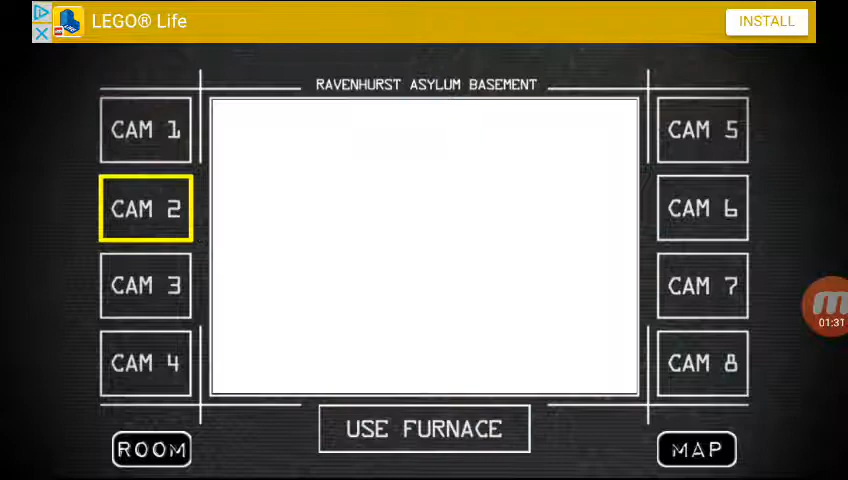 LEGO® Life
INSTALL
RAVENHURST ASYLUM BASEMENT
CAM 1
CAM 2
CAM 3
CAM 4
CAM 5
CAM 6
CAM 7
CAM 8
01:31
USE FURNACE
ROOM
MAP